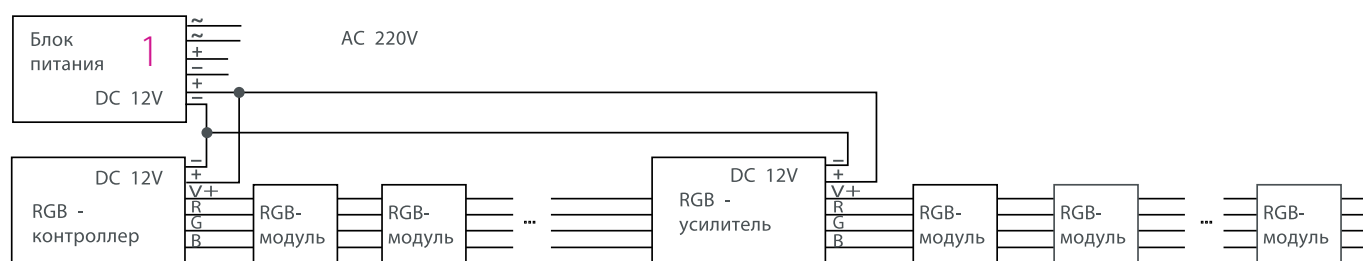 ~
~
+
−
+
−
Блок
питания
1
DC 12V
AC 220V
−
+
V+
R
G
B
DC 12V
RGB -
контроллер
RGB-
модуль
RGB-
модуль
...
DC 12V
RGB -
усилитель
−
+
V+
R
G
B
RGB-
модуль
RGB-
модуль
...
RGB-
модуль